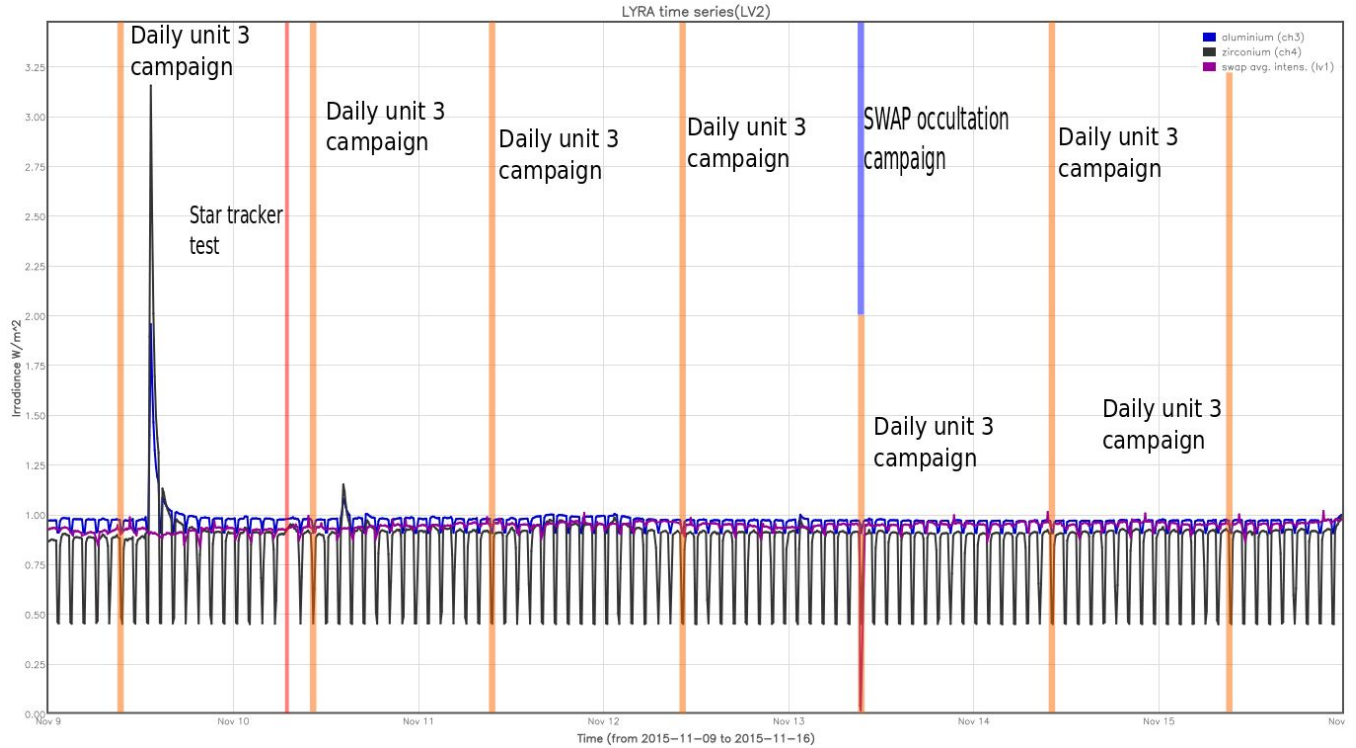 LYRA time series(LV2)
aluminium (ch3)
zirconium (ch4)
swap avg. intens. (lv1)
Daily unit 3
campaign
Star tracker
test
Daily unit 3
campaign
Daily unit 3
campaign
Daily unit 3
campaign
SWAP occultation
campaign
Daily unit 3
campaign
Daily unit 3
campaign
Daily unit 3
campaign
Irradiance W/m^2
3.25
3.00
2.75
2.50
2.25
2.00
1.75
1.50
1.25
1.00
0.75
0.50
0.25
0.00
Nov 9
Nov 10
Nov 11
Nov 12
Nov 13
Nov 14
Nov 15
Nov
Time (from 2015-11-09 to 2015-11-16)